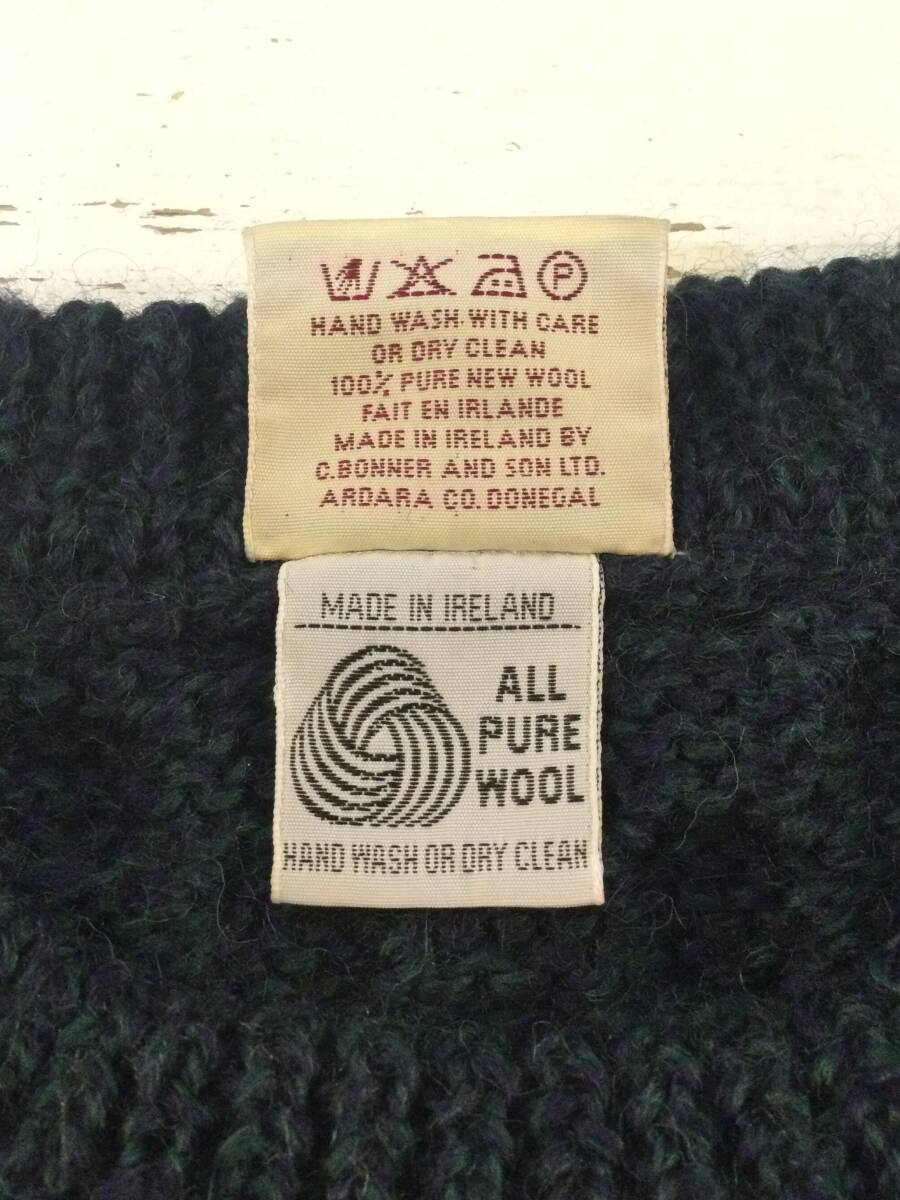 P
HAND WASH WITH CARE
OR DRY CLEAN
100% PURE NEW WOOL
FAIT EN IRLANDE
MADE IN IRELAND BY
C.BONNER AND SON LTD.
ARDARA CO. DONEGAL
MADE IN IRELAND
ALL
PURE
WOOL
HAND WASH OR DRY CLEAN